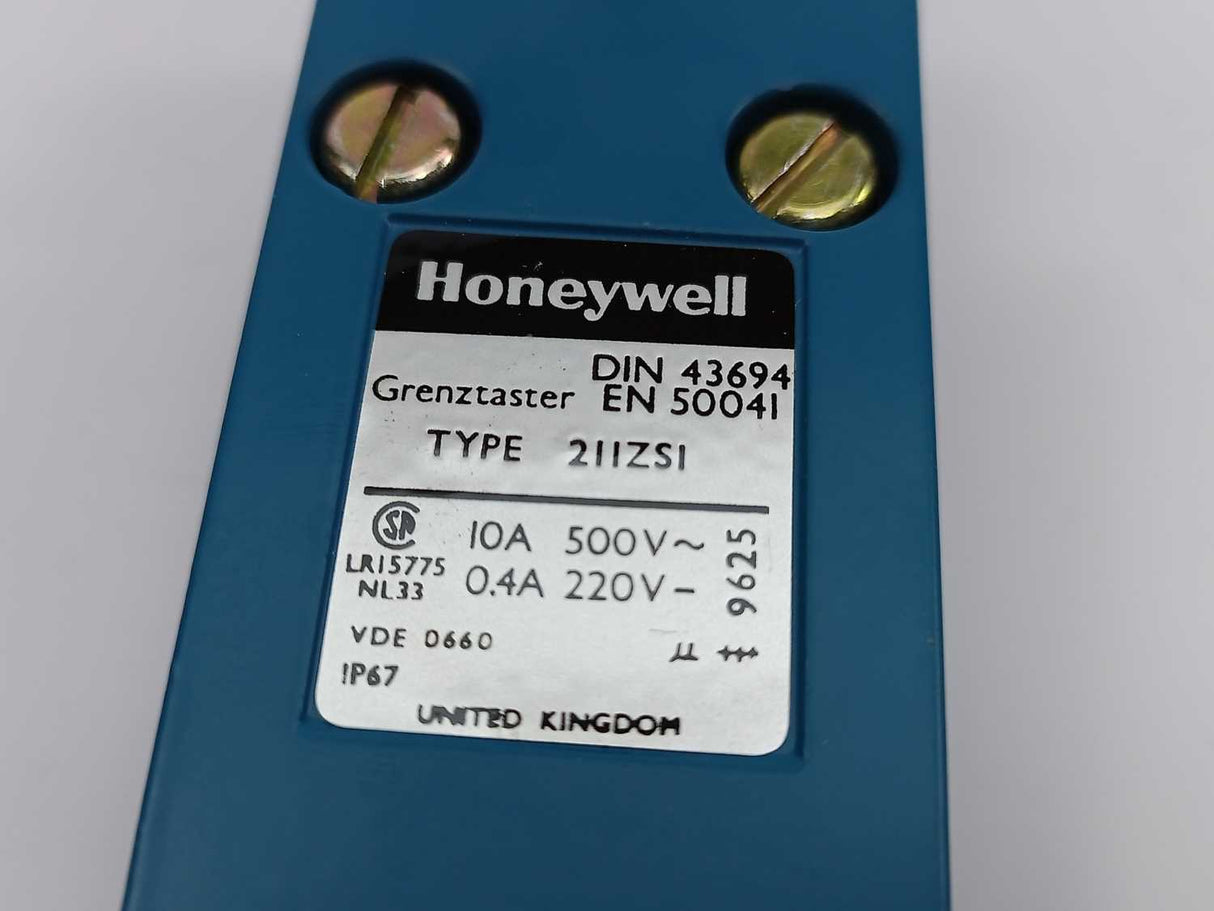 Honeywell
DIN 43694
Grenztaster EN 50041
TYPE 211ZS1
10A 500V~
LR15775
NL33
0.4A 220V-
9625
VDE 0660
µ
IP67
UNITED KINGDOM